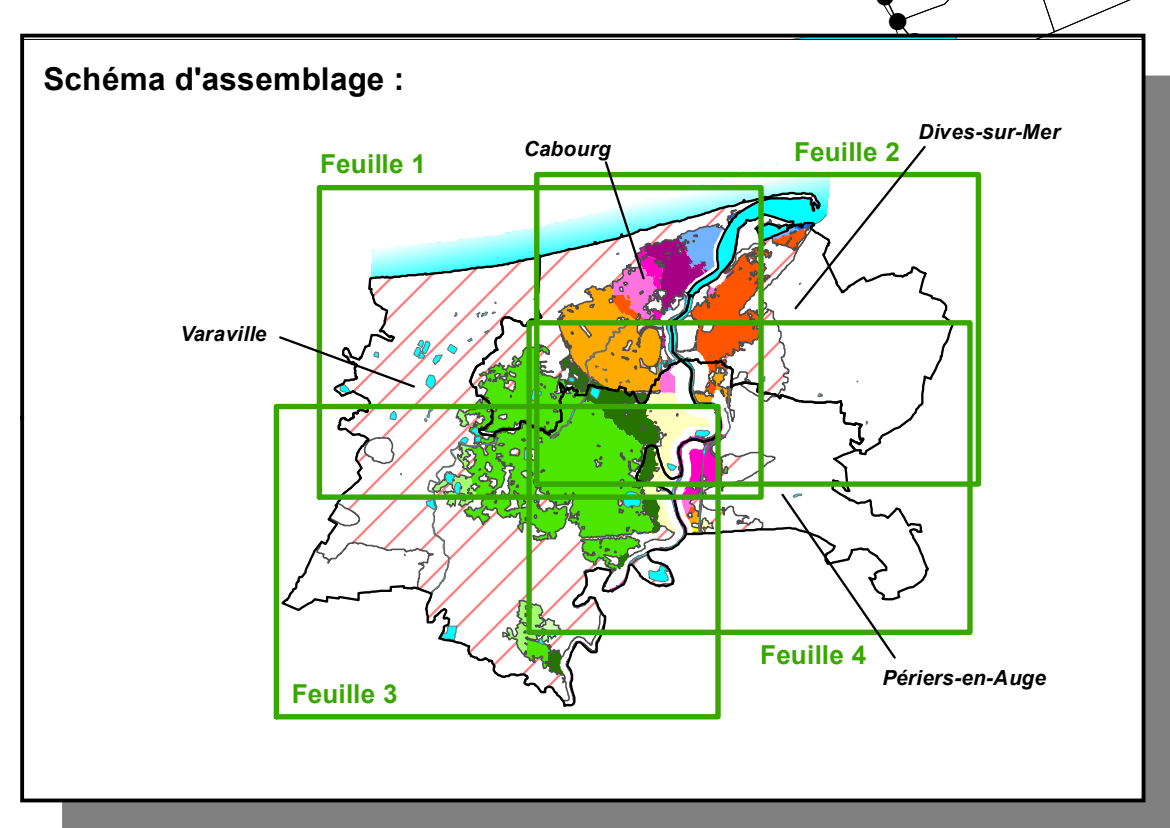 Schéma d'assemblage :
Dives-sur-Mer
Cabourg
Feuille 2
Feuille 1
Varaville
Feuille 4
Périers-en-Auge
Feuille 3